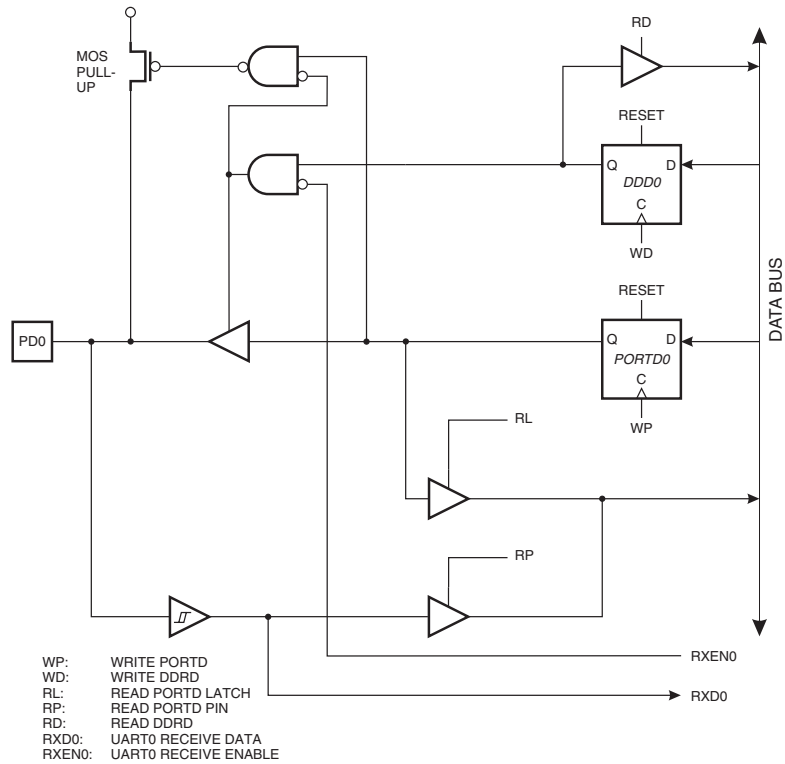 RD
MOS
PULL-
UP
RESET
Q
D
DDD0
C
WD
RESET
DATA BUS
PD0
Q
D
PORTD0
C
WP
RL
RP
RXEN0
RXD0
WP: WRITE PORTD
WD: WRITE DDRD
RL: READ PORTD LATCH
RP: READ PORTD PIN
RD: READ DDRD
RXD0: UART0 RECEIVE DATA
RXEN0: UART0 RECEIVE ENABLE